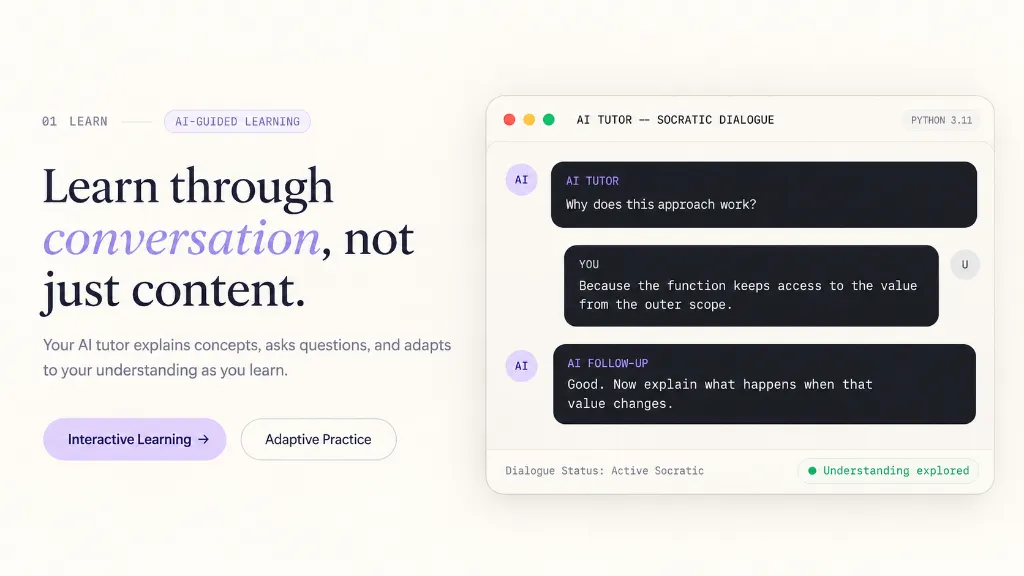 01 LEARN
AI-GUIDED LEARNING
Learn through
conversation, not
just content.
Your AI tutor explains concepts, asks questions, and adapts
to your understanding as you learn.
Interactive Learning →
Adaptive Practice
AI TUTOR — SOCRATIC DIALOGUE
PYTHON 3.11
AI
AI TUTOR
Why does this approach work?
YOU
Because the function keeps access to the value
from the outer scope.
U
AI
AI FOLLOW-UP
Good. Now explain what happens when that
value changes.
Dialogue Status: Active Socratic
Understanding explored